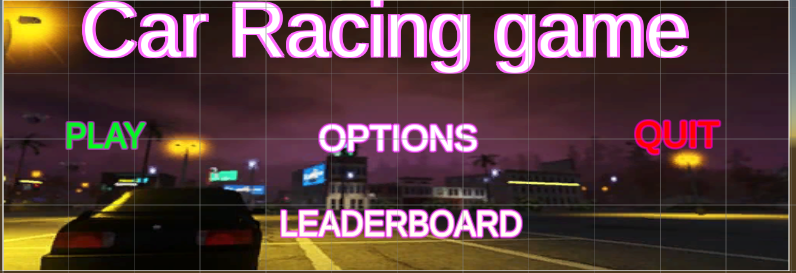 Car Racing game
PLAY OPTIONS QUIT
LEADERBOARD